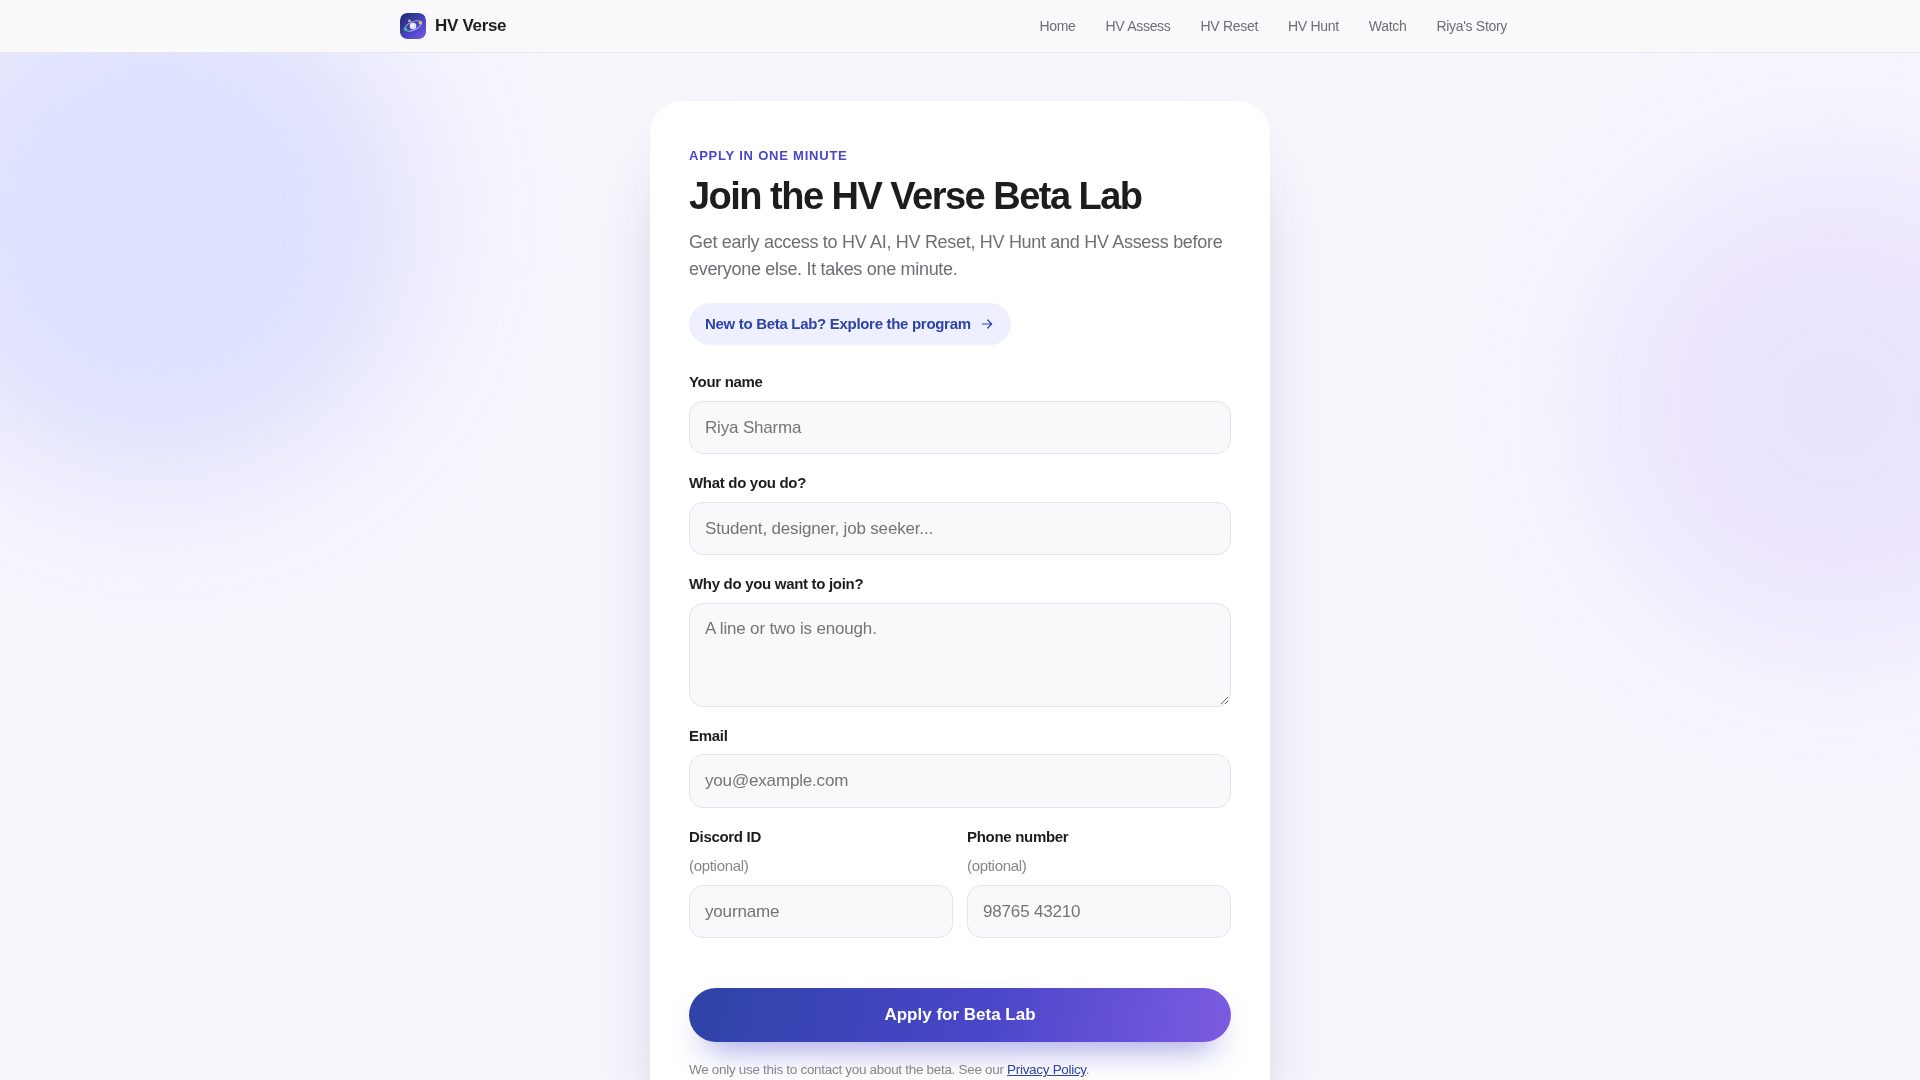 HV Verse
Home
HV Assess
HV Reset
HV Hunt
Watch
Riya's Story
APPLY IN ONE MINUTE
Join the HV Verse Beta Lab
Get early access to HV AI, HV Reset, HV Hunt and HV Assess before
everyone else. It takes one minute.
New to Beta Lab? Explore the program
Your name
Riya Sharma
What do you do?
Student, designer, job seeker...
Why do you want to join?
A line or two is enough.
Email
you@example.com
Discord ID
(optional)
yourname
Phone number
(optional)
98765 43210
Apply for Beta Lab
We only use this to contact you about the beta. See our Privacy Policy.